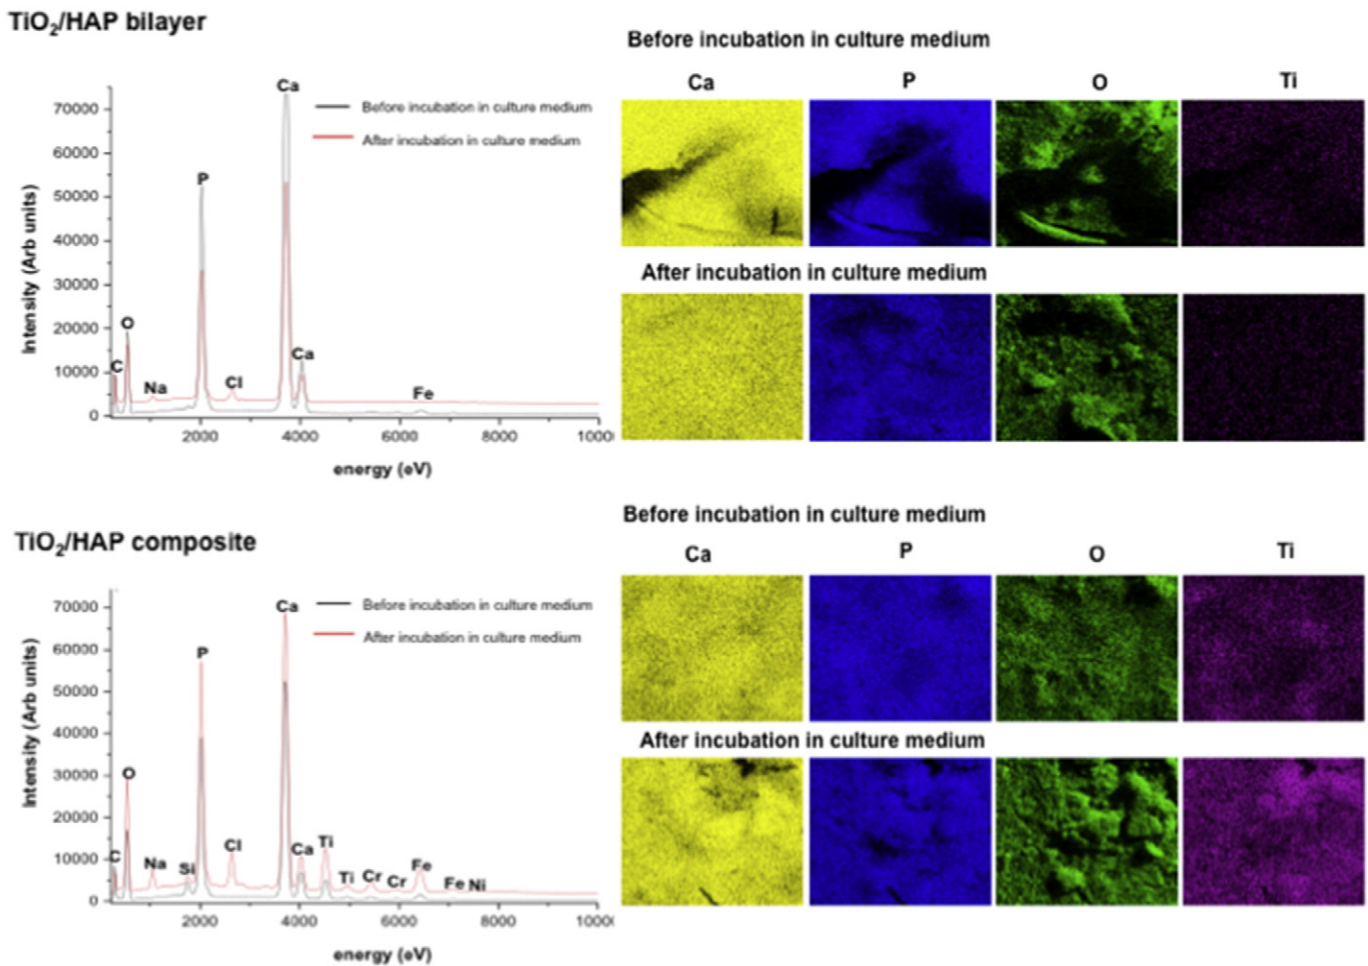 TiO2/HAP bilayer
Before incubation in culture medium
Ca P O Ti
After incubation in culture medium
Intensity (Arb units)
70000
60000
50000
40000
30000
20000
10000
0
Ca
Before incubation in culture medium
After incubation in culture medium
P
O
C
Na
Cl
Ca
Fe
2000 4000 6000 8000 1000
energy (eV)
TiO2/HAP composite
Before incubation in culture medium
Ca P O Ti
After incubation in culture medium
Intensity (Arb units)
70000
60000
50000
40000
30000
20000
10000
0
Ca
Before incubation in culture medium
After incubation in culture medium
P
O
C
Na
Si
Cl
Ca
Ti
Ti
Cr
Cr
Fe
Fe
Ni
2000 4000 6000 8000 10000
energy (eV)